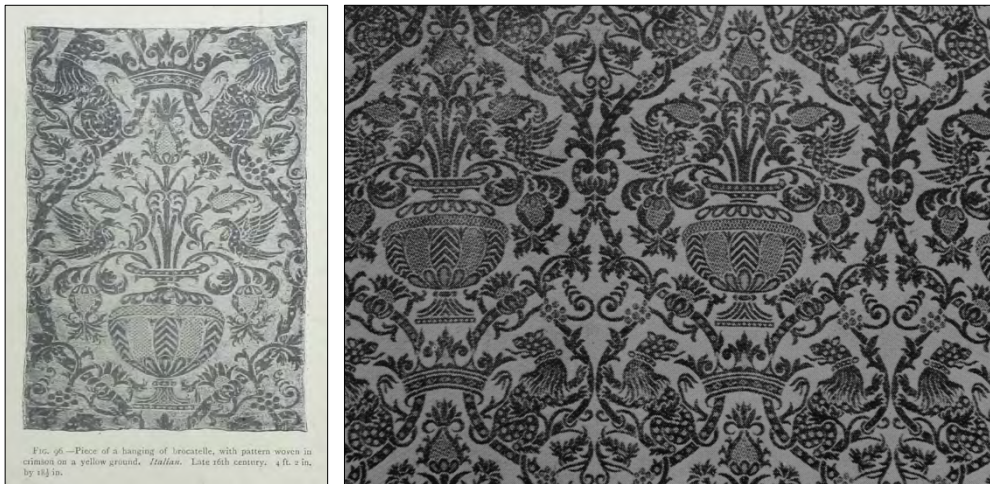 FIG. 96.—Piece of a hanging of brocatelle, with pattern woven in
crimson on a yellow ground. Italian. Late 16th century. 4 ft. 2 in.
by 18½ in.